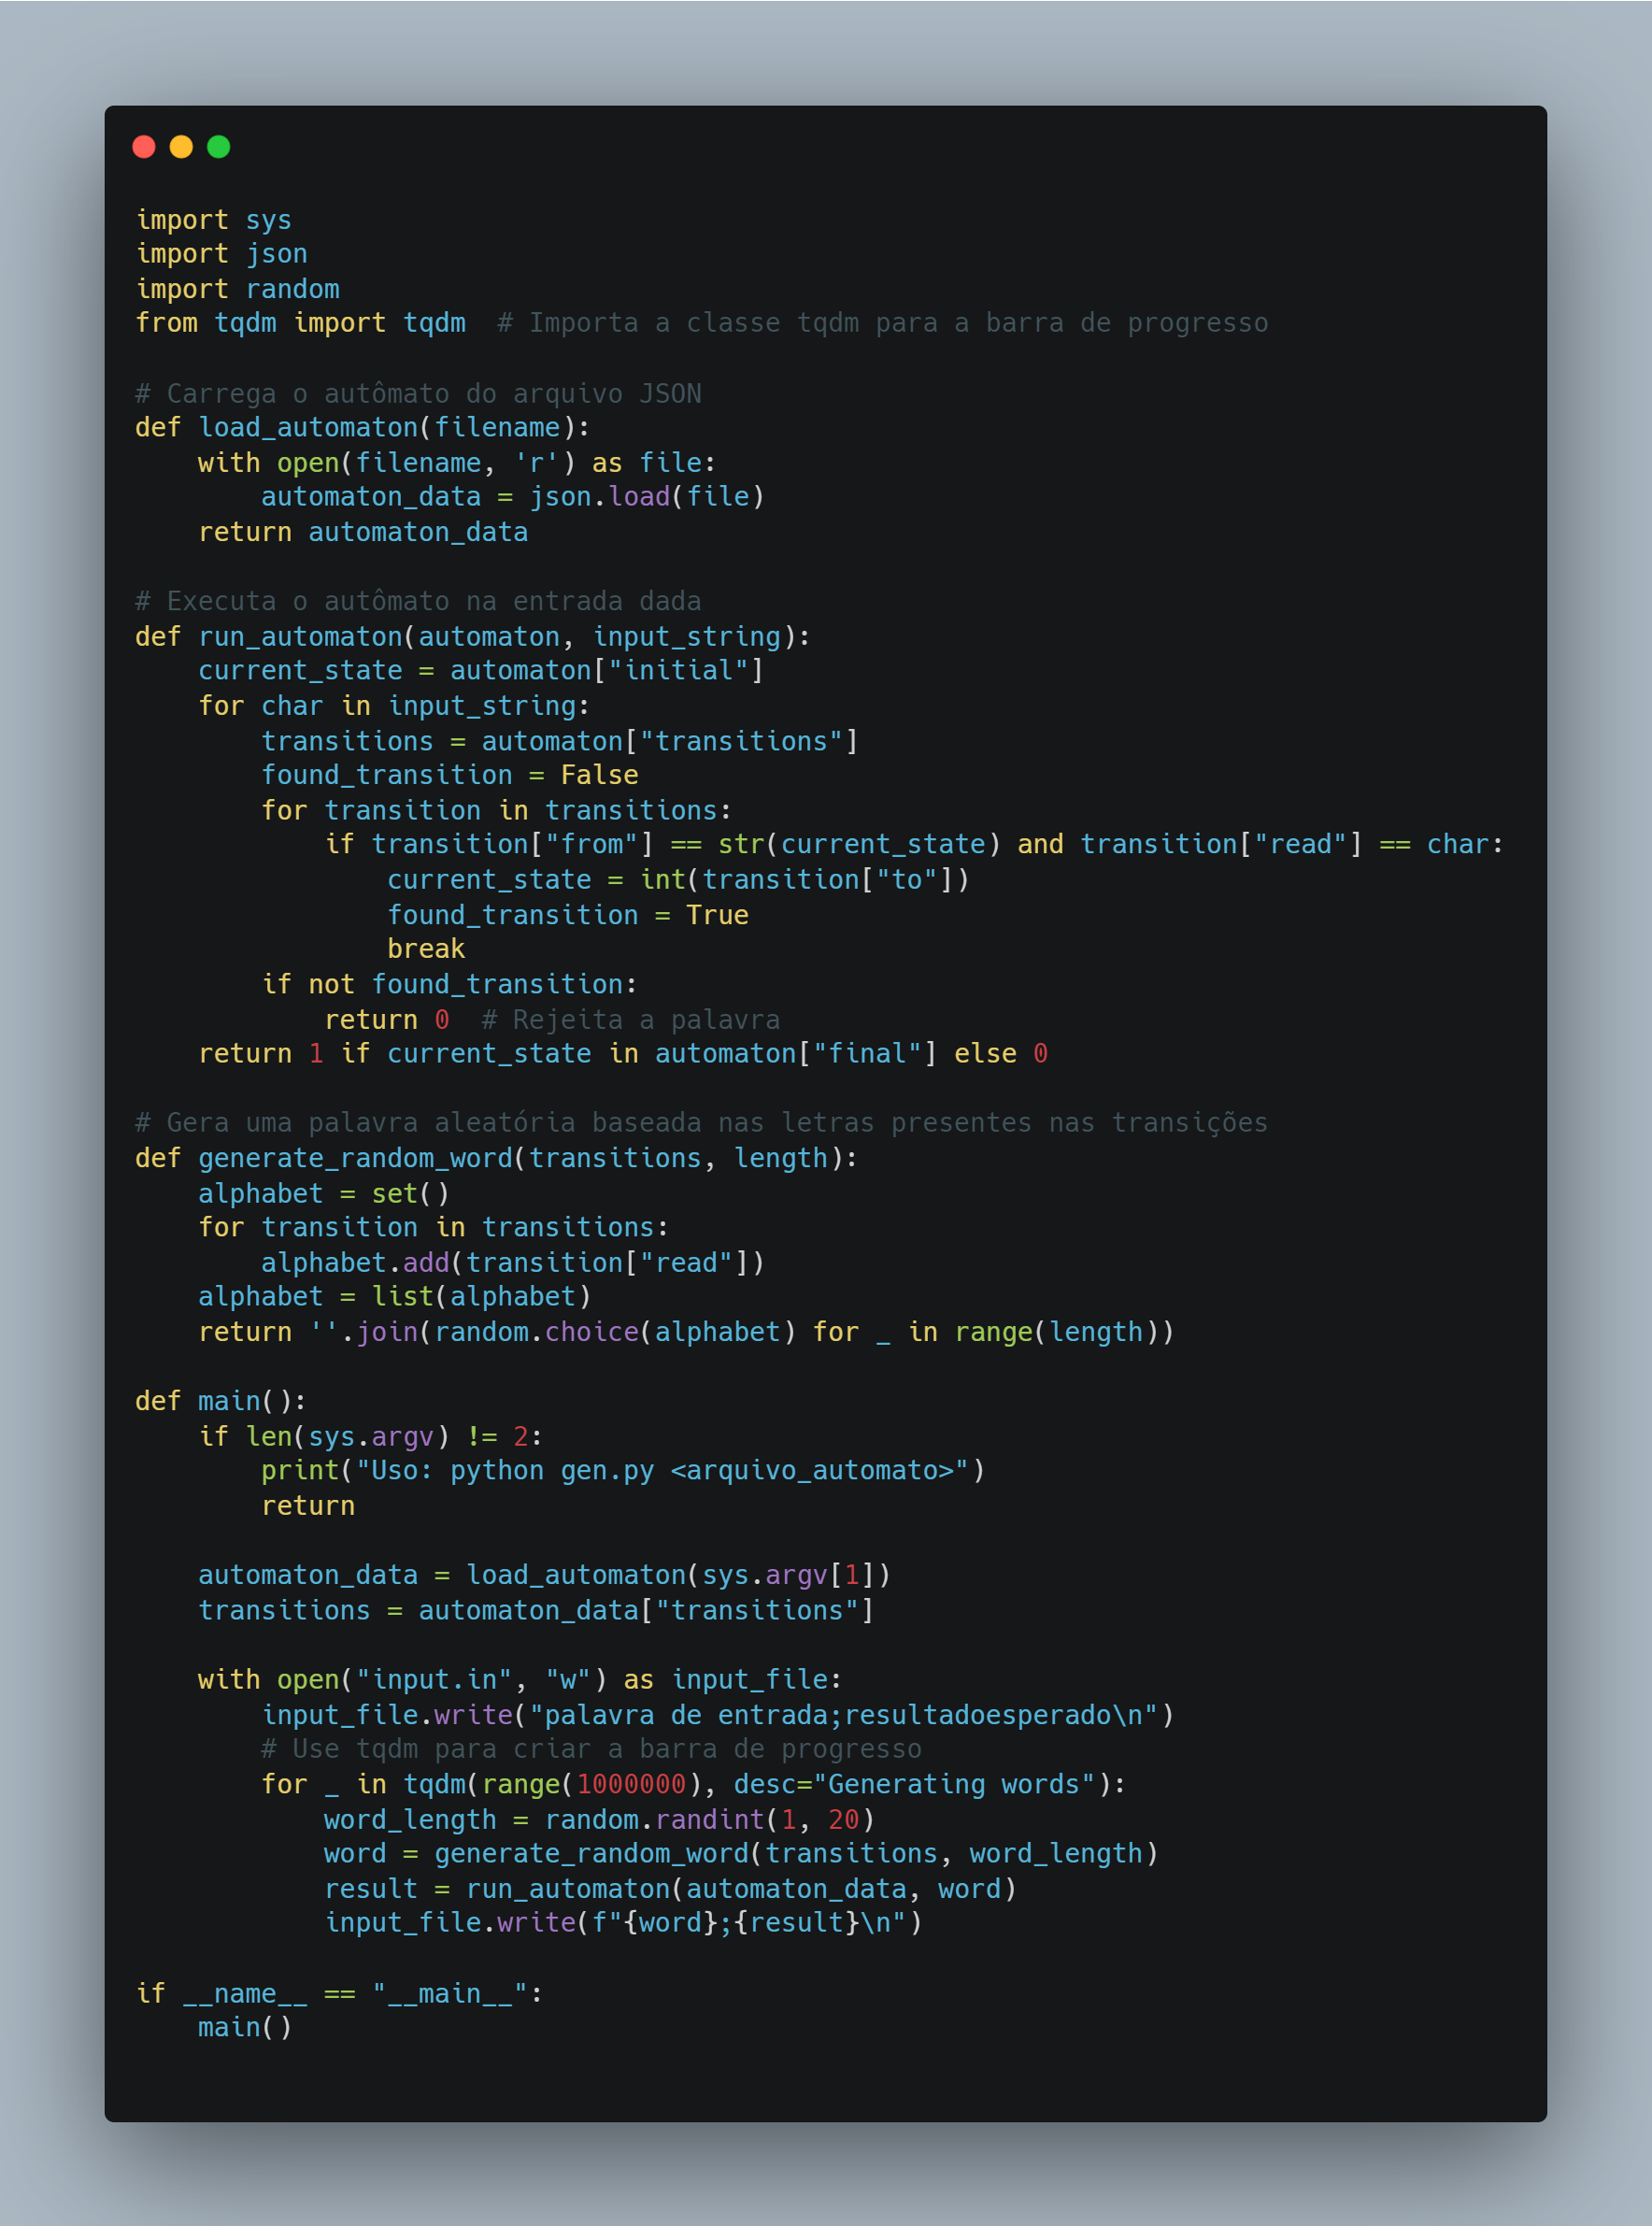 import sys
import json
import random
from tqdm import tqdm  # Importa a classe tqdm para a barra de progresso

# Carrega o autômato do arquivo JSON
def load_automaton(filename):
    with open(filename, 'r') as file:
        automaton_data = json.load(file)
    return automaton_data

# Executa o autômato na entrada dada
def run_automaton(automaton, input_string):
    current_state = automaton["initial"]
    for char in input_string:
        transitions = automaton["transitions"]
        found_transition = False
        for transition in transitions:
            if transition["from"] == str(current_state) and transition["read"] == char:
                current_state = int(transition["to"])
                found_transition = True
                break
        if not found_transition:
            return 0  # Rejeita a palavra
    return 1 if current_state in automaton["final"] else 0

# Gera uma palavra aleatória baseada nas letras presentes nas transições
def generate_random_word(transitions, length):
    alphabet = set()
    for transition in transitions:
        alphabet.add(transition["read"])
    alphabet = list(alphabet)
    return ''.join(random.choice(alphabet) for _ in range(length))

def main():
    if len(sys.argv) != 2:
        print("Uso: python gen.py <arquivo_automato>")
        return

    automaton_data = load_automaton(sys.argv[1])
    transitions = automaton_data["transitions"]

    with open("input.in", "w") as input_file:
        input_file.write("palavra de entrada;resultadoesperado\n")
        # Use tqdm para criar a barra de progresso
        for _ in tqdm(range(1000000), desc="Generating words"):
            word_length = random.randint(1, 20)
            word = generate_random_word(transitions, word_length)
            result = run_automaton(automaton_data, word)
            input_file.write(f"{word};{result}\n")

if __name__ == "__main__":
    main()